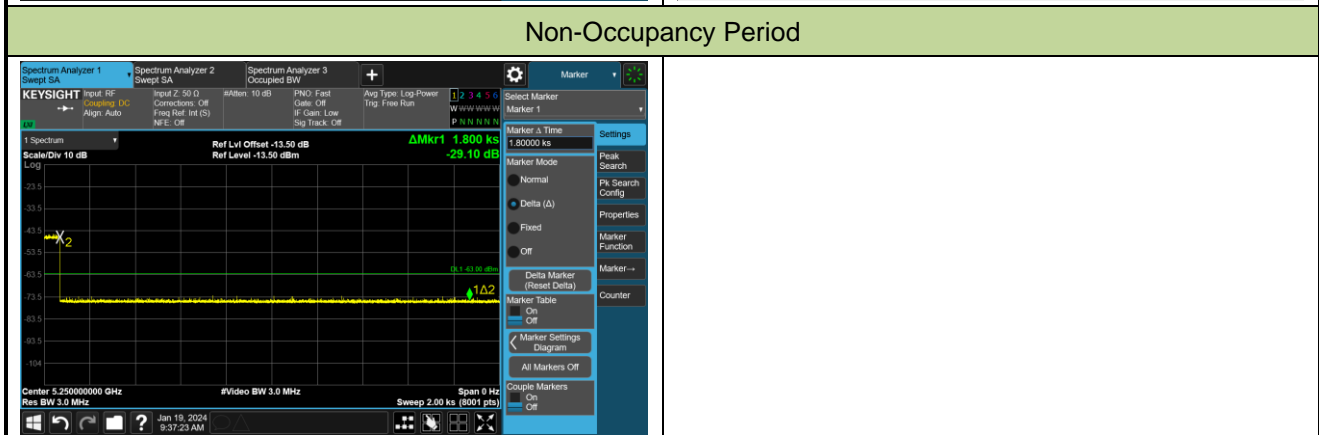 Non-Occupancy Period
Spectrum Analyzer 1
Swept SA
Spectrum Analyzer 2
Swept SA
Spectrum Analyzer 3
Occupied BW
+
Marker
KEYSIGHT
Input: RF
Coupling: DC
Align: Auto
Input Z: 50 Ω
Corrections: Off
Freq Ref: Int (S)
NFE: Off
#Atten: 10 dB
PNO: Fast
Gate: Off
IF Gain: Low
Sig Track: Off
Avg Type: Log-Power
Trig: Free Run
1 2 3 4 5 6
W W W W W W
P N N N N N
Select Marker
Marker 1
1 Spectrum
Scale/Div 10 dB
Log
Ref Lvl Offset -13.50 dB
Ref Level -13.50 dBm
ΔMkr1 1.800 ks
-29.10 dB
Marker Δ Time
1.80000 ks
Marker Mode
Normal
Delta (Δ)
Fixed
Off
Delta Marker
(Reset Delta)
Marker Table
On
Off
Marker Settings
Diagram
All Markers Off
Couple Markers
On
Off
Settings
Peak
Search
Pk Search
Config
Properties
Marker
Function
Marker→
Counter
-23.5
-33.5
-43.5
-53.5
-63.5
-73.5
-83.5
-93.5
-104
X2
DL1 -63.00 dBm
1Δ2
Center 5.250000000 GHz
Res BW 3.0 MHz
#Video BW 3.0 MHz
Span 0 Hz
Sweep 2.00 ks (8001 pts)
?
Jan 19, 2024
9:37:23 AM